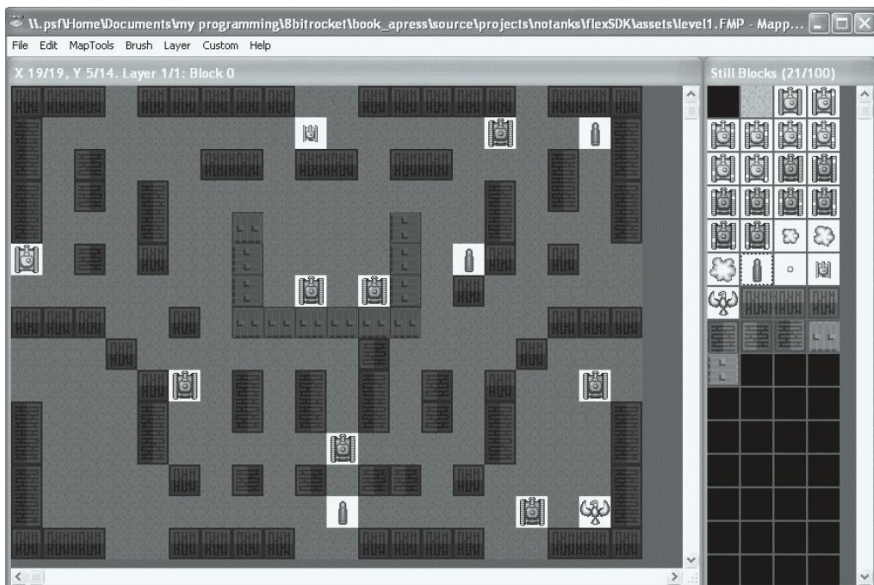 \\.psf\Home\Documents\my programming\8bitrocket\book_apress\source\projects\notanks\flexSDK\assets\level1.FMP - Mapp...
File Edit MapTools Brush Layer Custom Help
X 19/19, Y 5/14. Layer 1/1: Block 0
Still Blocks (21/100)